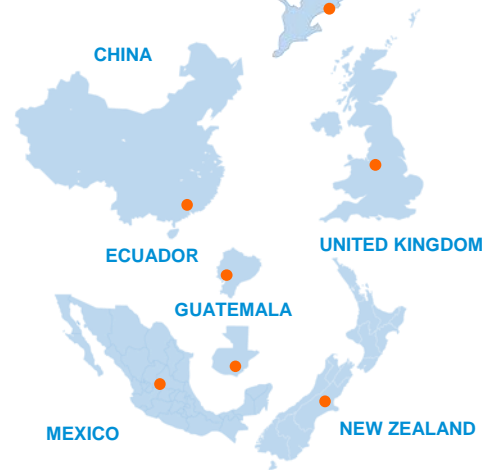 CHINA
UNITED KINGDOM
ECUADOR
GUATEMALA
MEXICO
NEW ZEALAND